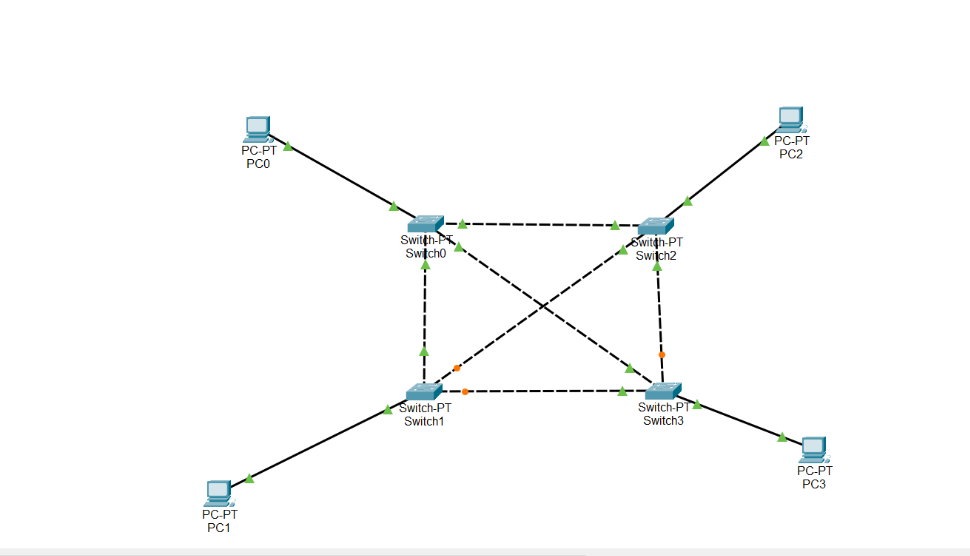 PC-PT
PC0
PC-PT
PC2
Switch-PT
Switch0
Switch-PT
Switch2
Switch-PT
Switch1
Switch-PT
Switch3
PC-PT
PC3
PC-PT
PC1